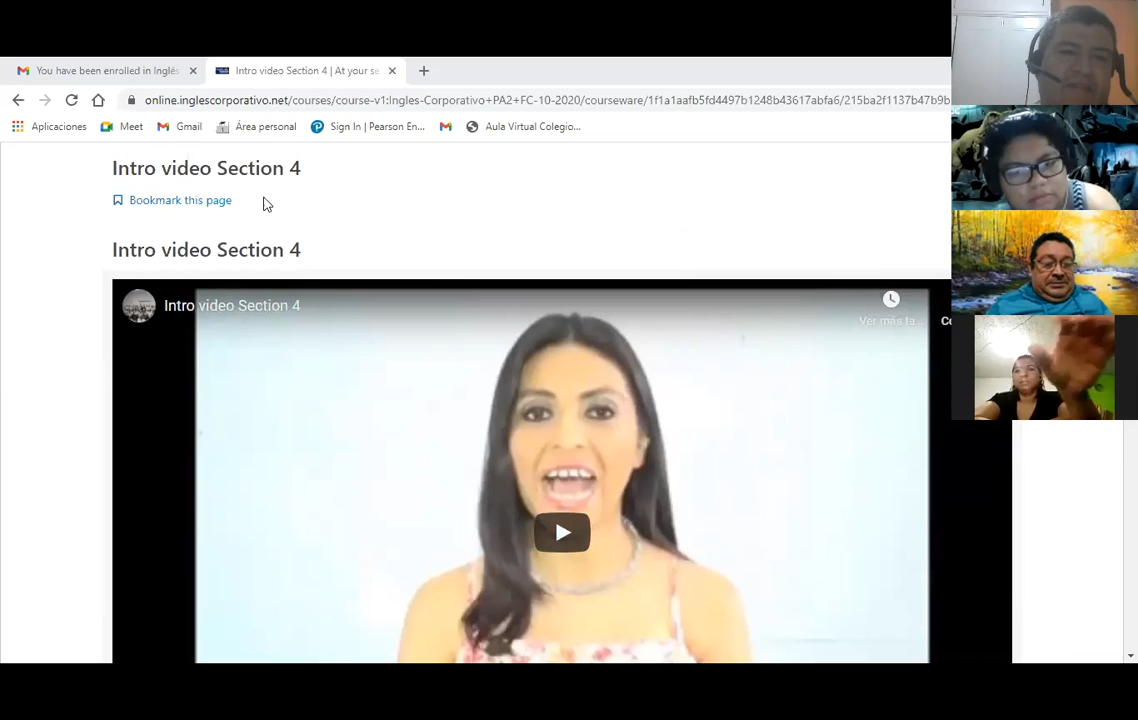 You have been enrolled in Inglés
Intro video Section 4 | At your se
online.inglescorporativo.net/courses/course-v1:Ingles-Corporativo+PA2+FC-10-2020/courseware/1f1a1aafb5fd4497b1248b43617abfa6/215ba2f1137b47b9b
Aplicaciones
Meet
Gmail
Área personal
Sign In | Pearson En...
Aula Virtual Colegio...
Intro video Section 4
Bookmark this page
Intro video Section 4
Intro video Section 4
Ver más ta...